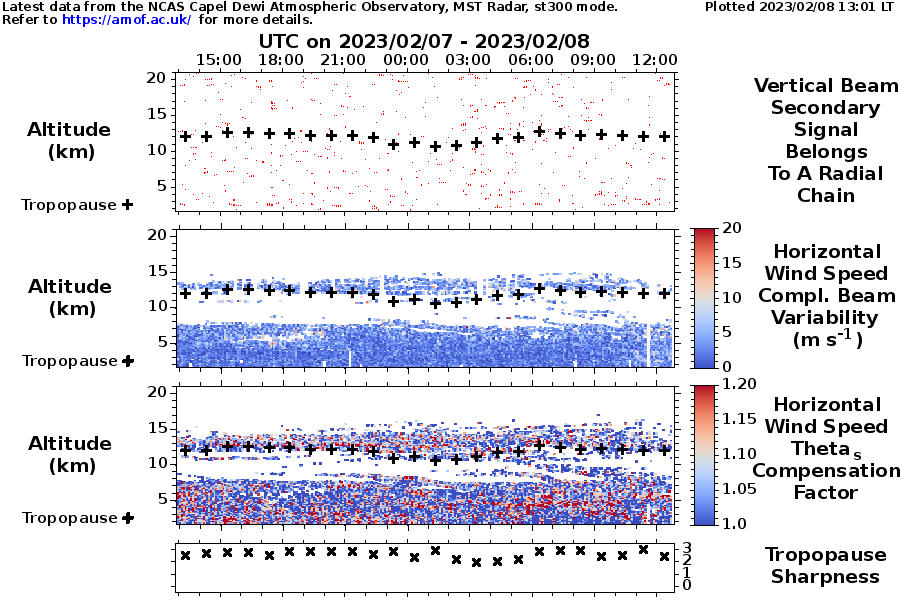 Latest data from the NCAS Capel Dewi Atmospheric Observatory, MST Radar, st300 mode.
Plotted 2023/02/08 13:01 LT
Refer to https://amof.ac.uk/ for more details.
UTC on 2023/02/07 - 2023/02/08
15:00 18:00 21:00 00:00 03:00 06:00 09:00 12:00
20
15
10
5
Altitude
(km)
Tropopause
Vertical Beam
Secondary
Signal
Belongs
To A Radial
Chain
20
15
10
5
Altitude
(km)
Tropopause
20
15
10
5
0
Horizontal
Wind Speed
Compl. Beam
Variability
(m s-1)
20
15
10
5
Altitude
(km)
Tropopause
1.20
1.15
1.10
1.05
1.0
Horizontal
Wind Speed
Theta s
Compensation
Factor
3
2
1
0
Tropopause
Sharpness